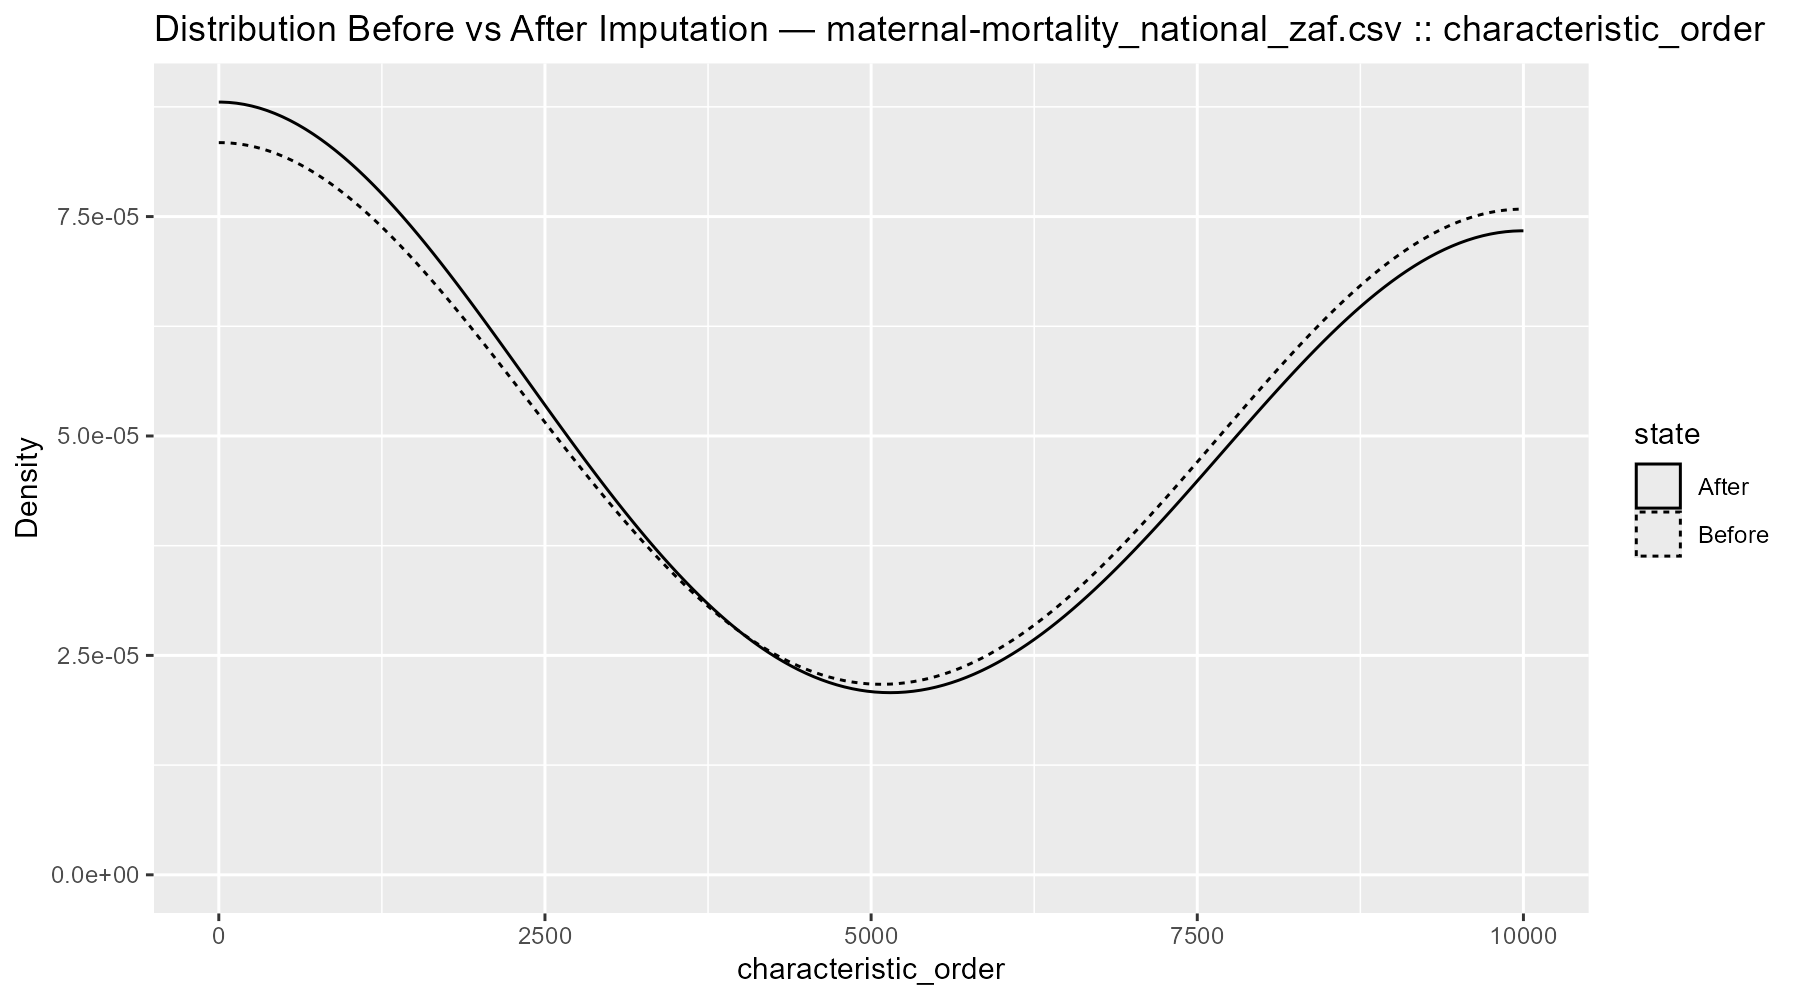 Distribution Before vs After Imputation — maternal-mortality_national_zaf.csv :: characteristic_order
Density
7.5e-05
5.0e-05
2.5e-05
0.0e+00
0
2500
5000
7500
10000
characteristic_order
state
After
Before